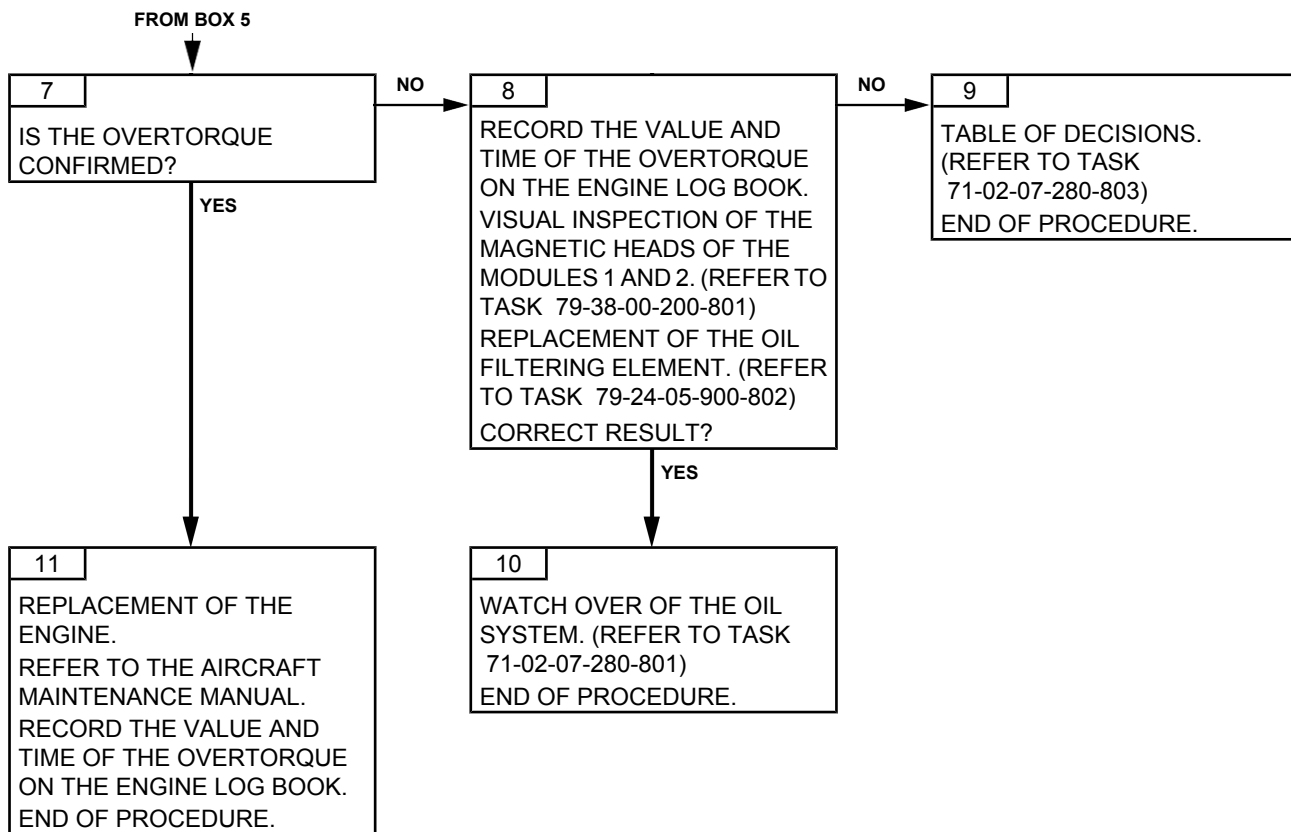 FROM BOX 5
7
IS THE OVERTORQUE
CONFIRMED?
NO
YES
8
RECORD THE VALUE AND
TIME OF THE OVERTORQUE
ON THE ENGINE LOG BOOK.
VISUAL INSPECTION OF THE
MAGNETIC HEADS OF THE
MODULES 1 AND 2. (REFER TO
TASK 79-38-00-200-801)
REPLACEMENT OF THE OIL
FILTERING ELEMENT. (REFER
TO TASK 79-24-05-900-802)
CORRECT RESULT?
NO
YES
9
TABLE OF DECISIONS.
(REFER TO TASK
71-02-07-280-803)
END OF PROCEDURE.
11
REPLACEMENT OF THE
ENGINE.
REFER TO THE AIRCRAFT
MAINTENANCE MANUAL.
RECORD THE VALUE AND
TIME OF THE OVERTORQUE
ON THE ENGINE LOG BOOK.
END OF PROCEDURE.
10
WATCH OVER OF THE OIL
SYSTEM. (REFER TO TASK
71-02-07-280-801)
END OF PROCEDURE.